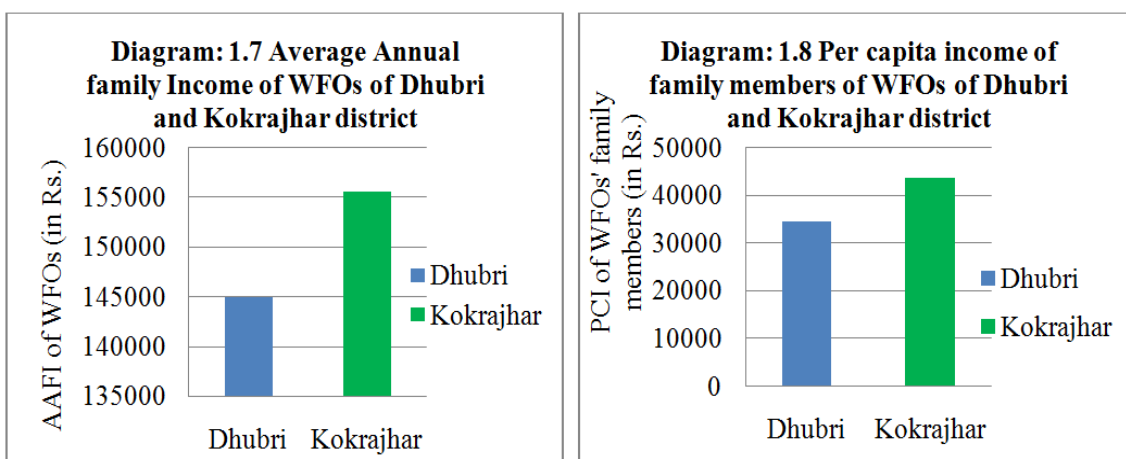 Diagram: 1.7 Average Annual
family Income of WFOs of Dhubri
and Kokrajhar district
AAFI of WFOs (in Rs.)
160000
155000
150000
145000
140000
135000
Dhubri
Kokrajhar
Dhubri
Kokrajhar
Diagram: 1.8 Per capita income of
family members of WFOs of Dhubri
and Kokrajhar district
PCI of WFOs' family
members (in Rs.)
50000
40000
30000
20000
10000
0
Dhubri
Kokrajhar
Dhubri
Kokrajhar